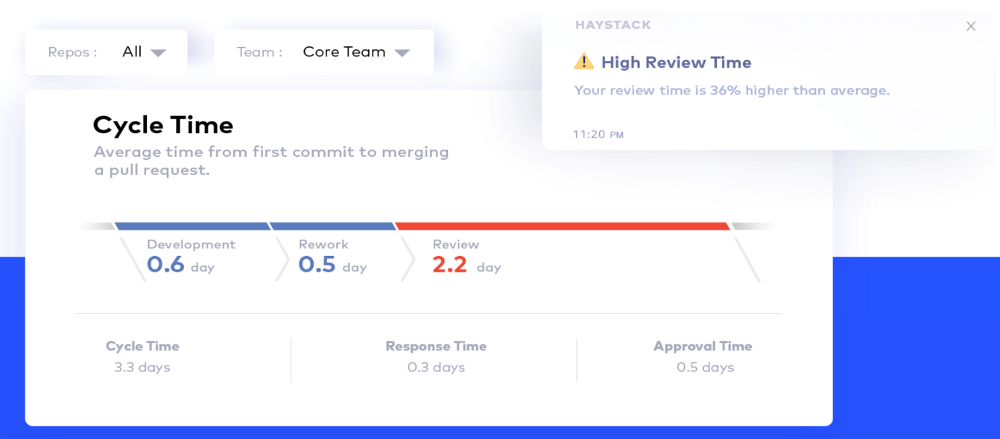 Repos : All
Team : Core Team
HAYSTACK
X
High Review Time
Your review time is 36% higher than average.
11:20 PM
Cycle Time
Average time from first commit to merging
a pull request.
Development
0.6 day
Rework
0.5 day
Review
2.2 day
Cycle Time
3.3 days
Response Time
0.3 days
Approval Time
0.5 days